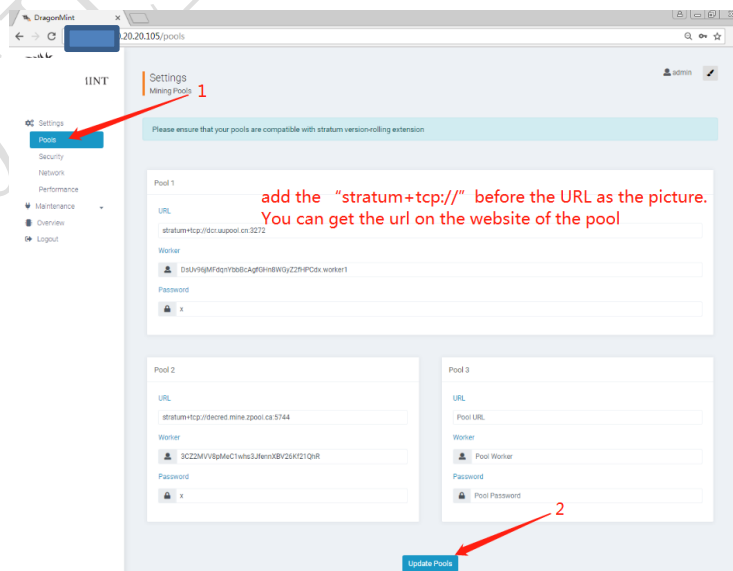 DragonMint
20.20.105/pools
IINT
Settings
Mining Pools
1
admin
Settings
Pools
Security
Network
Performance
Maintenance
Overview
Logout
Please ensure that your pools are compatible with stratum version-rolling extension
Pool 1
add the “stratum+tcp://” before the URL as the picture.
You can get the url on the website of the pool
URL
stratum+tcp://dcr.uupool.cn:3272
Worker
Password
x
Pool 2
URL
stratum+tcp://decred.mine.zpool.ca:5744
Worker
Password
x
Pool 3
URL
Pool URL
Worker
Pool Worker
Password
Pool Password
2
Update Pools